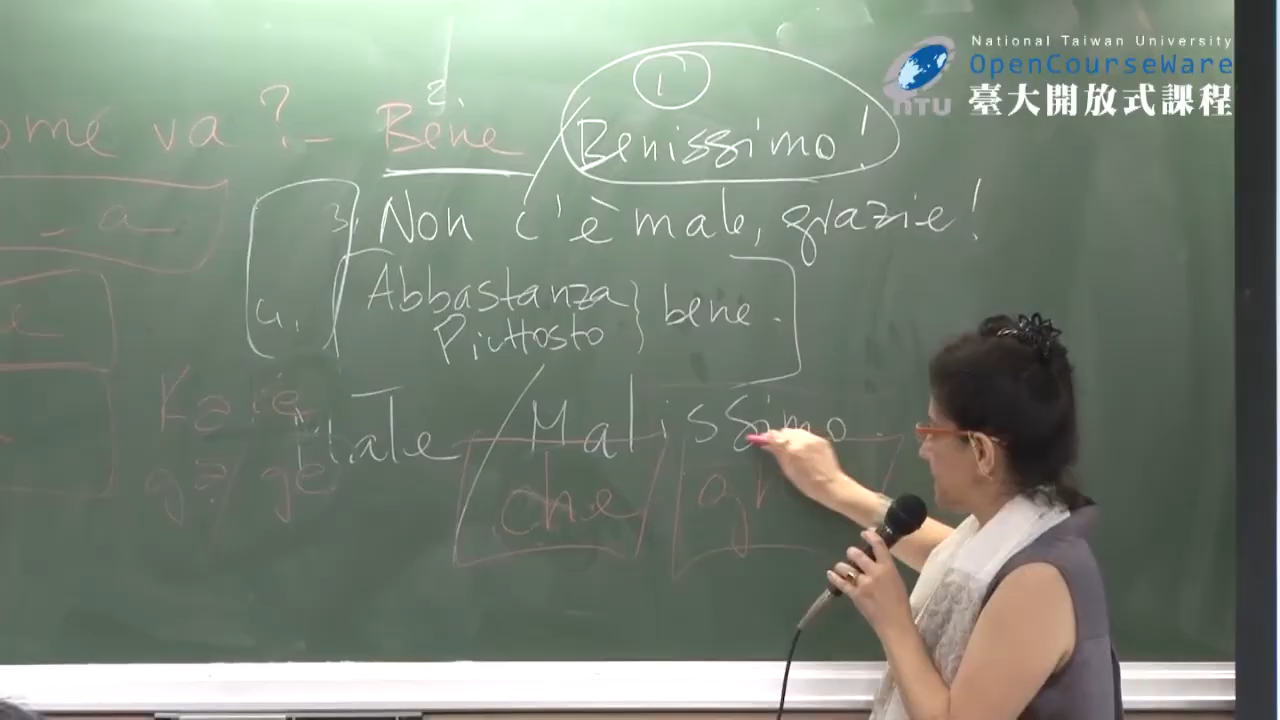 National Taiwan University
OpenCourseWare
NTU
臺大開放式課程
1
2.
ome va ? - Bene / Benissimo!
3. Non c'è male, grazie!
_ a
4. Abbastanza
Piuttosto } bene.
Male / Malissimo
che